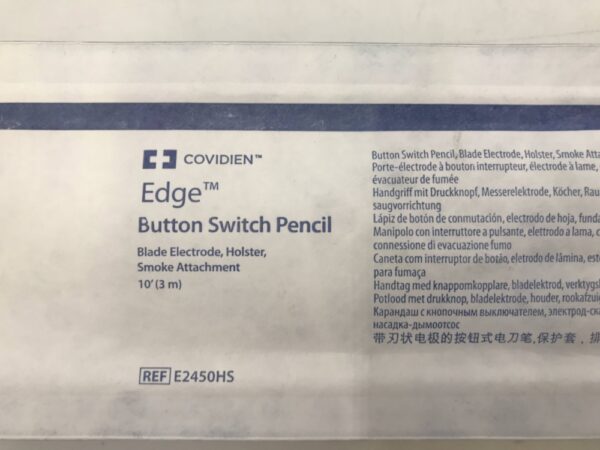 COVIDIEN™
Edge™
Button Switch Pencil
Blade Electrode, Holster,
Smoke Attachment
10' (3 m)
REF E2450HS
Button Switch Pencil, Blade Electrode, Holster, Smoke
Porte-électrode à bouton interrupteur, électrode à lame,
évacuateur de fumée
Handgriff mit Druckknopf, Messerelektrode, Köcher,
saugvorrichtung
Lápiz de botón de conmutación, electrodo de hoja,
Manipolo con interruttore a pulsante, elettrodo a lama,
connessione di evacuazione fumo
Caneta com interruptor de botão, eletrodo de lâmina,
para fumaça
Handtag med knappomkopplare, bladelektrod,
Potlood met drukknop, bladelektrode, houder,
Карандаш с кнопочным выключателем,
насадка-дымоотсос
带刃状电极的按钮式电刀笔,保护套,